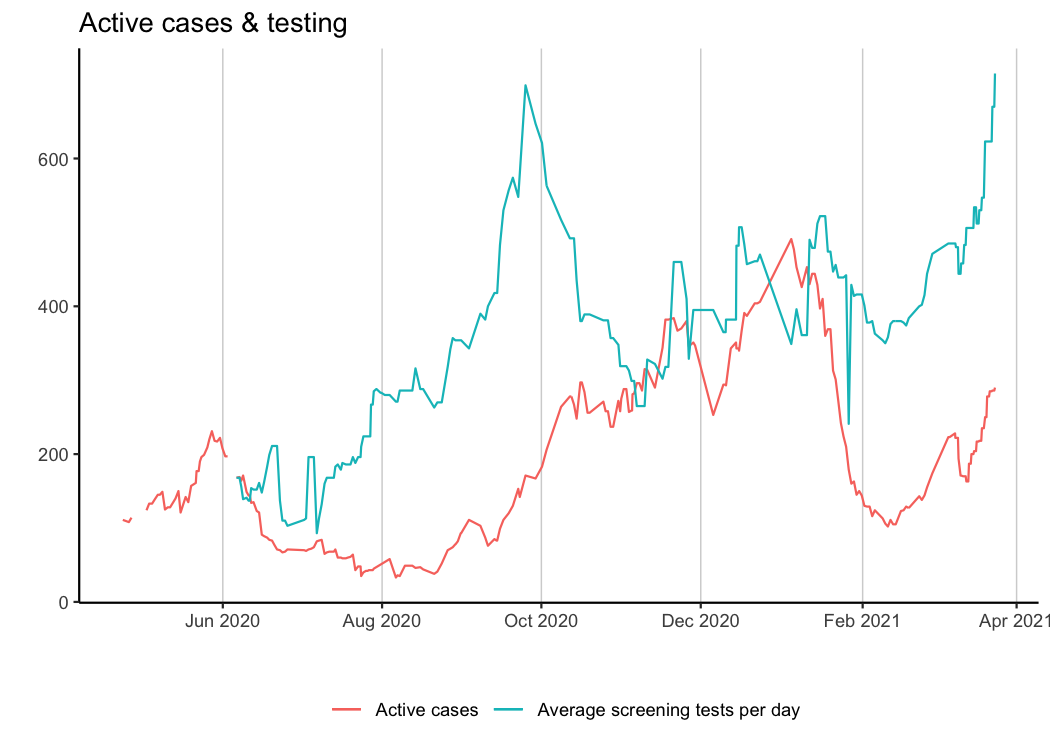 Active cases & testing
600
400
200
0
Jun 2020 Aug 2020 Oct 2020 Dec 2020 Feb 2021 Apr 2021
Active cases Average screening tests per day